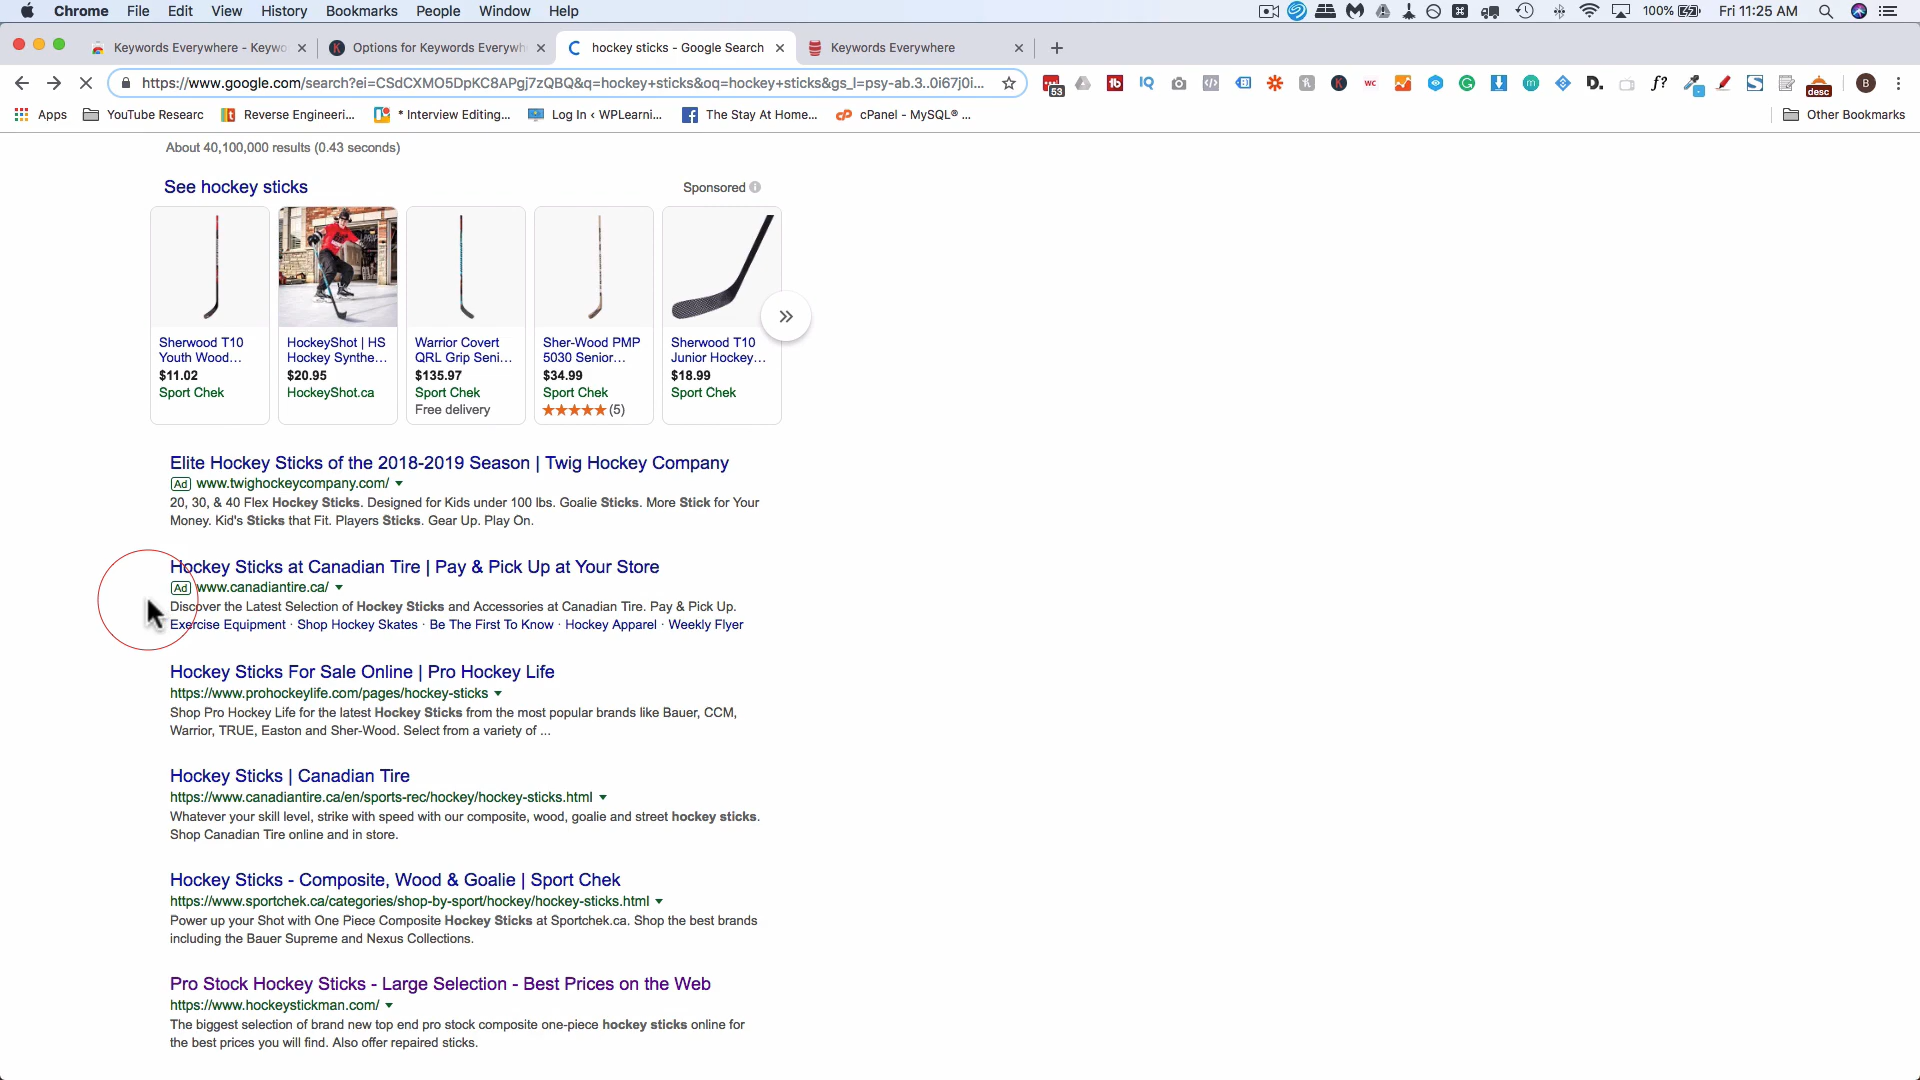 Chrome File Edit View History Bookmarks People Window Help 100% Fri 11:25 AM
Keywords Everywhere - Keywo Options for Keywords Everywh hockey sticks - Google Search Keywords Everywhere
https://www.google.com/search?ei=CSdCXMO5DpKC8APgj7zQBQ&q=hockey+sticks&oq=hockey+sticks&gs_l=psy-ab.3..0i67j0i... 53 tb IQ wc m D. f? desc B
Apps YouTube Researc Reverse Engineeri... * Interview Editing... Log In ‹ WPLearni... The Stay At Home... cPanel - MySQL® ... Other Bookmarks
About 40,100,000 results (0.43 seconds)
See hockey sticks Sponsored
Sherwood T10
Youth Wood...
$11.02
Sport Chek
HockeyShot | HS
Hockey Synthe...
$20.95
HockeyShot.ca
Warrior Covert
QRL Grip Seni...
$135.97
Sport Chek
Free delivery
Sher-Wood PMP
5030 Senior...
$34.99
Sport Chek
★★★★★ (5)
Sherwood T10
Junior Hockey...
$18.99
Sport Chek
Elite Hockey Sticks of the 2018-2019 Season | Twig Hockey Company
Ad www.twighockeycompany.com/
20, 30, & 40 Flex Hockey Sticks. Designed for Kids under 100 lbs. Goalie Sticks. More Stick for Your
Money. Kid's Sticks that Fit. Players Sticks. Gear Up. Play On.
Hockey Sticks at Canadian Tire | Pay & Pick Up at Your Store
Ad www.canadiantire.ca/
Discover the Latest Selection of Hockey Sticks and Accessories at Canadian Tire. Pay & Pick Up.
Exercise Equipment · Shop Hockey Skates · Be The First To Know · Hockey Apparel · Weekly Flyer
Hockey Sticks For Sale Online | Pro Hockey Life
https://www.prohockeylife.com/pages/hockey-sticks
Shop Pro Hockey Life for the latest Hockey Sticks from the most popular brands like Bauer, CCM,
Warrior, TRUE, Easton and Sher-Wood. Select from a variety of ...
Hockey Sticks | Canadian Tire
https://www.canadiantire.ca/en/sports-rec/hockey/hockey-sticks.html
Whatever your skill level, strike with speed with our composite, wood, goalie and street hockey sticks.
Shop Canadian Tire online and in store.
Hockey Sticks - Composite, Wood & Goalie | Sport Chek
https://www.sportchek.ca/categories/shop-by-sport/hockey/hockey-sticks.html
Power up your Shot with One Piece Composite Hockey Sticks at Sportchek.ca. Shop the best brands
including the Bauer Supreme and Nexus Collections.
Pro Stock Hockey Sticks - Large Selection - Best Prices on the Web
https://www.hockeystickman.com/
The biggest selection of brand new top end pro stock composite one-piece hockey sticks online for
the best prices you will find. Also offer repaired sticks.